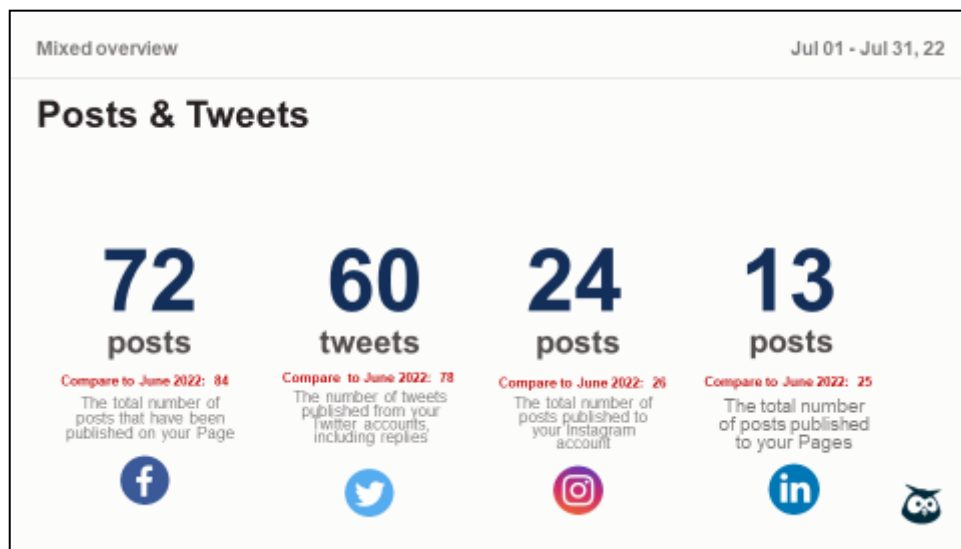 Mixed overview
Jul 01 - Jul 31, 22
Posts & Tweets
72
posts
Compare to June 2022: 84
The total number of
posts that have been
published on your Page
60
tweets
Compare to June 2022: 78
The number of tweets
published from your
Twitter accounts,
including replies
24
posts
Compare to June 2022: 26
The total number of
posts published to
your Instagram
account
13
posts
Compare to June 2022: 25
The total number
of posts published
to your Pages
f
in